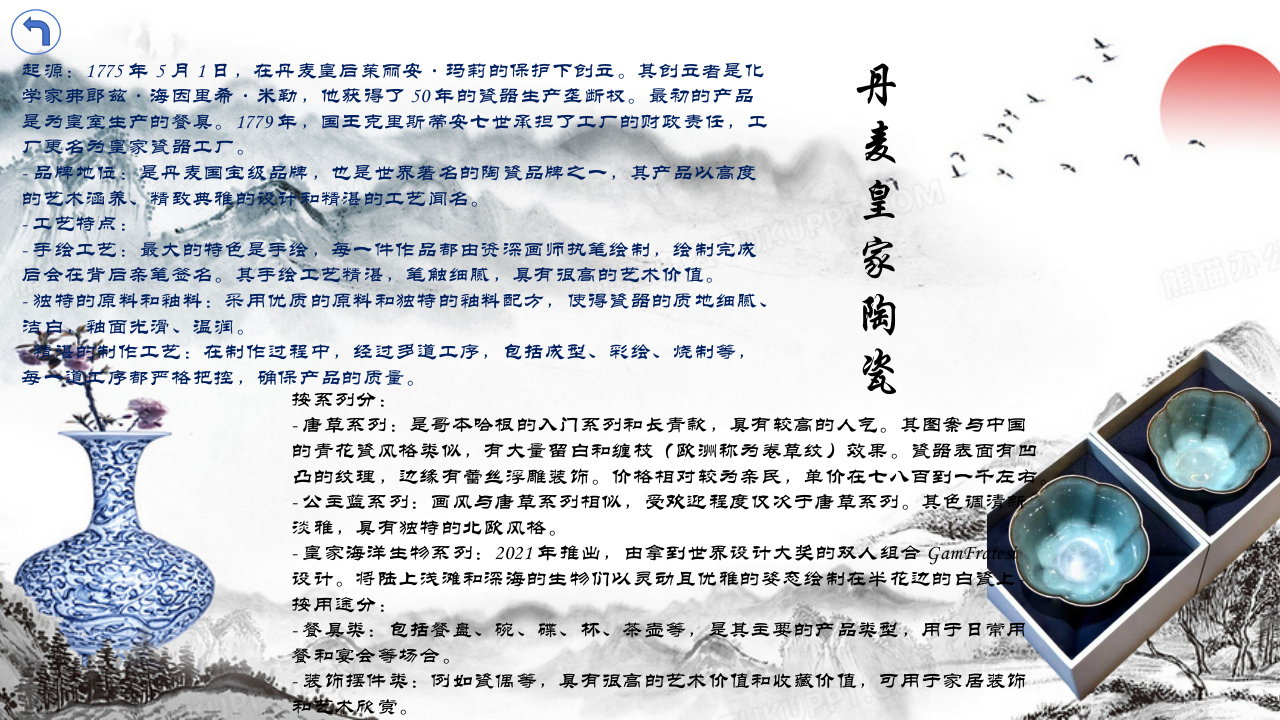 起源：1775 年 5 月 1 日，在丹麦皇后茱丽安·玛莉的保护下创立。其创立者是化
学家弗郎兹·海因里希·米勒，他获得了 50 年的瓷器生产垄断权。最初的产品
是为皇室生产的餐具。1779 年，国王克里斯蒂安七世承担了工厂的财政责任，工
厂更名为皇家瓷器工厂。
- 品牌地位：是丹麦国宝级品牌，也是世界著名的陶瓷品牌之一，其产品以高度
的艺术涵养、精致典雅的设计和精湛的工艺闻名。
- 工艺特点：
- 手绘工艺：最大的特色是手绘，每一件作品都由资深画师执笔绘制，绘制完成
后会在背后亲笔签名。其手绘工艺精湛，笔触细腻，具有很高的艺术价值。
- 独特的原料和釉料：采用优质的原料和独特的釉料配方，使得瓷器的质地细腻、
洁白，釉面光滑、温润。
- 精湛的制作工艺：在制作过程中，经过多道工序，包括成型、彩绘、烧制等，
每一道工序都严格把控，确保产品的质量。
丹麦皇家陶瓷
按系列分：
- 唐草系列：是哥本哈根的入门系列和长青款，具有较高的人气。其图案与中国
的青花瓷风格类似，有大量留白和缠枝（欧洲称为卷草纹）效果。瓷器表面有凹
凸的纹理，边缘有蕾丝浮雕装饰。价格相对较为亲民，单价在七八百到一千左右。
- 公主蓝系列：画风与唐草系列相似，受欢迎程度仅次于唐草系列。其色调清新
淡雅，具有独特的北欧风格。
- 皇家海洋生物系列：2021 年推出，由拿到世界设计大奖的双人组合 GamFratesi
设计。将陆上浅滩和深海的生物们以灵动且优雅的姿态绘制在半花边的白瓷上。
按用途分：
- 餐具类：包括餐盘、碗、碟、杯、茶壶等，是其主要的产品类型，用于日常用
餐和宴会等场合。
- 装饰摆件类：例如瓷偶等，具有很高的艺术价值和收藏价值，可用于家居装饰
和艺术欣赏。